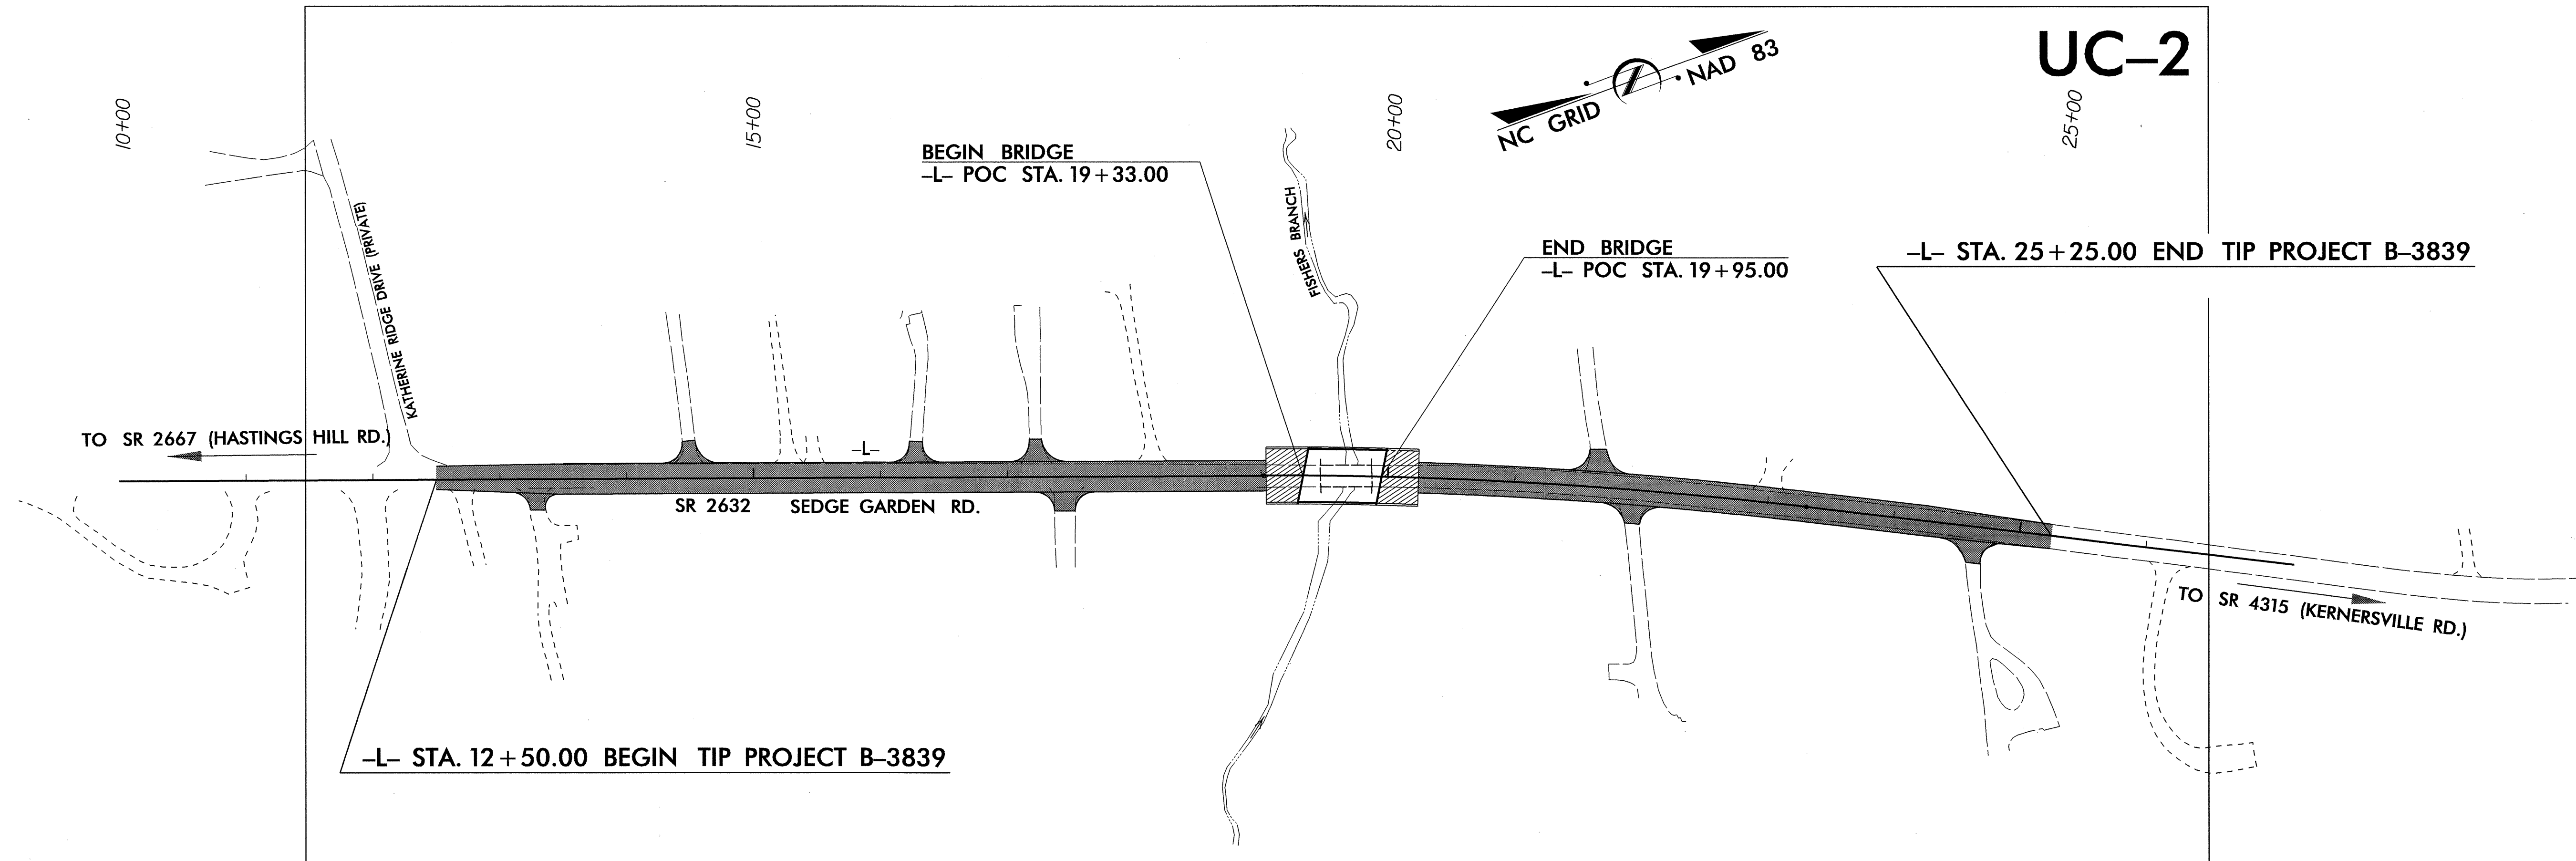 UC–2
10+00
15+00
20+00
25+00
NC GRID NAD 83
BEGIN BRIDGE
–L– POC STA. 19+33.00
END BRIDGE
–L– POC STA. 19+95.00
–L– STA. 25+25.00 END TIP PROJECT B–3839
KATHERINE RIDGE DRIVE (PRIVATE)
FISHERS BRANCH
TO SR 2667 (HASTINGS HILL RD.)
–L–
SR 2632 SEDGE GARDEN RD.
TO SR 4315 (KERNERSVILLE RD.)
–L– STA. 12+50.00 BEGIN TIP PROJECT B–3839